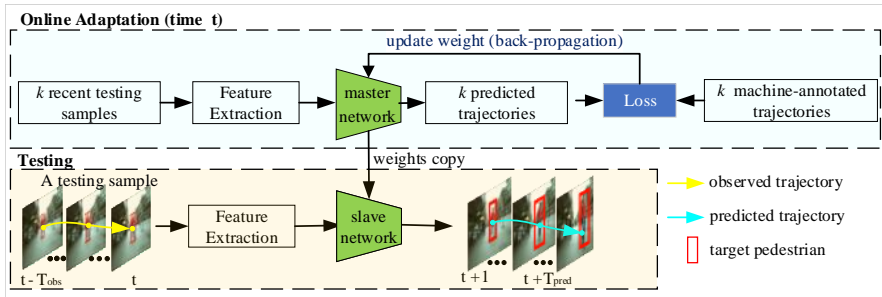 Online Adaptation (time t)
update weight (back-propagation)
k recent testing
samples
Feature
Extraction
master
network
k predicted
trajectories
Loss
k machine-annotated
trajectories
weights copy
Testing
A testing sample
t - Tobs
t
Feature
Extraction
slave
network
t +1
t +Tpred
observed trajectory
predicted trajectory
target pedestrian